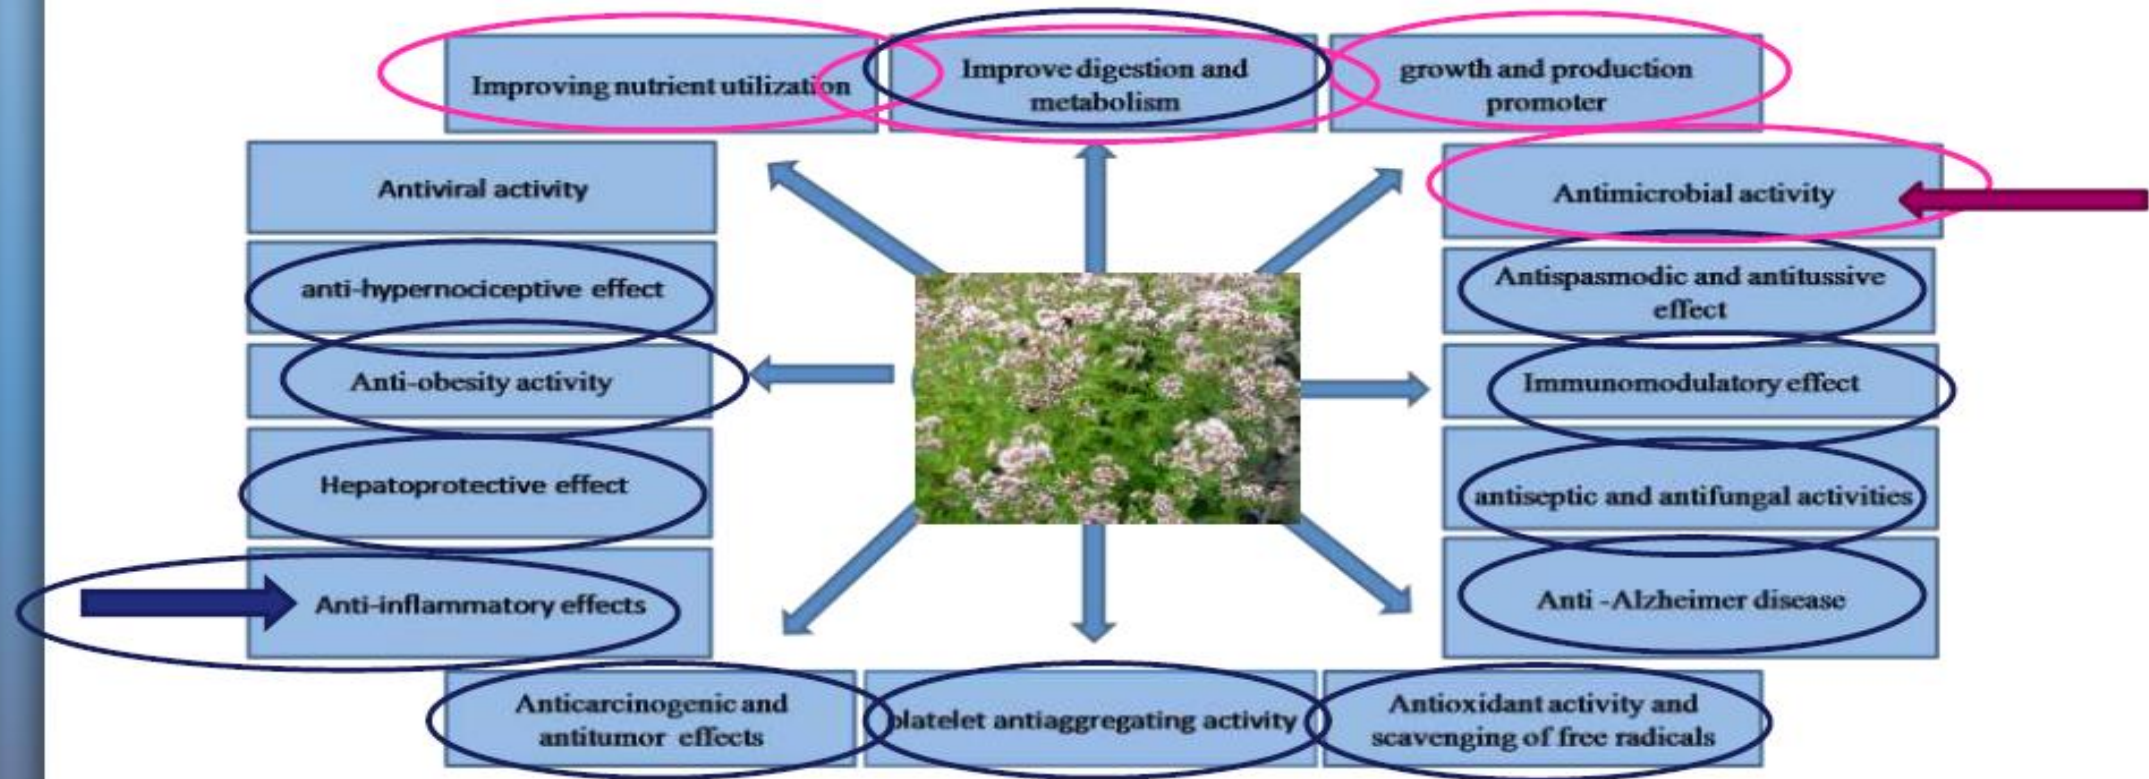 Improving nutrient utilization
Improve digestion and
metabolism
growth and production
promoter
Antiviral activity
anti-hypernociceptive effect
Anti-obesity activity
Hepatoprotective effect
Anti-inflammatory effects
Antimicrobial activity
Antispasmodic and antitussive
effect
Immunomodulatory effect
antiseptic and antifungal activities
Anti -Alzheimer disease
Anticarcinogenic and
antitumor effects
platelet antiaggregating activity
Antioxidant activity and
scavenging of free radicals